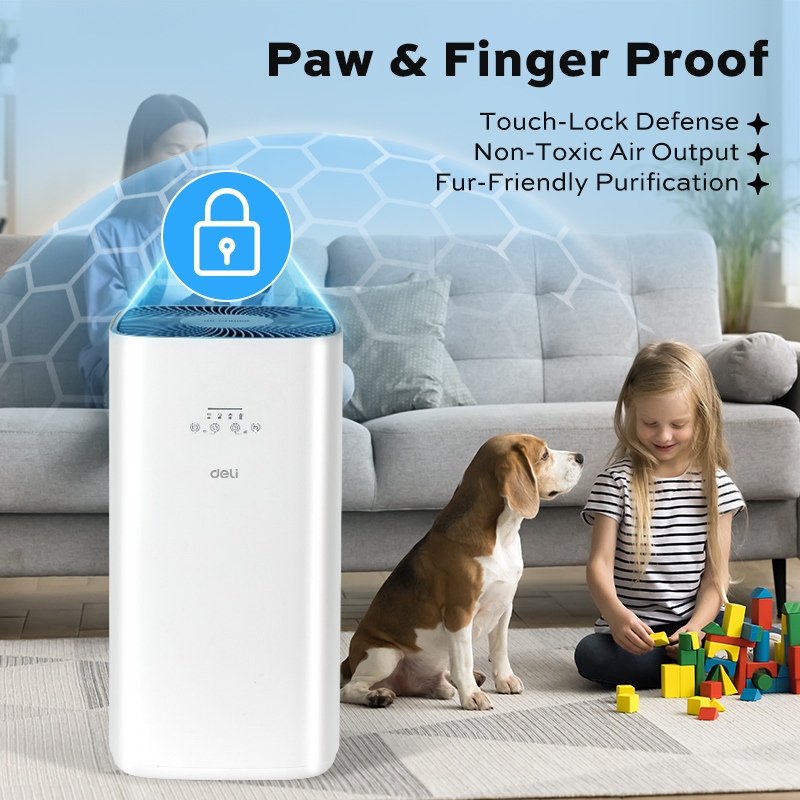 Paw & Finger Proof
Touch-Lock Defense
Non-Toxic Air Output
Fur-Friendly Purification
deli